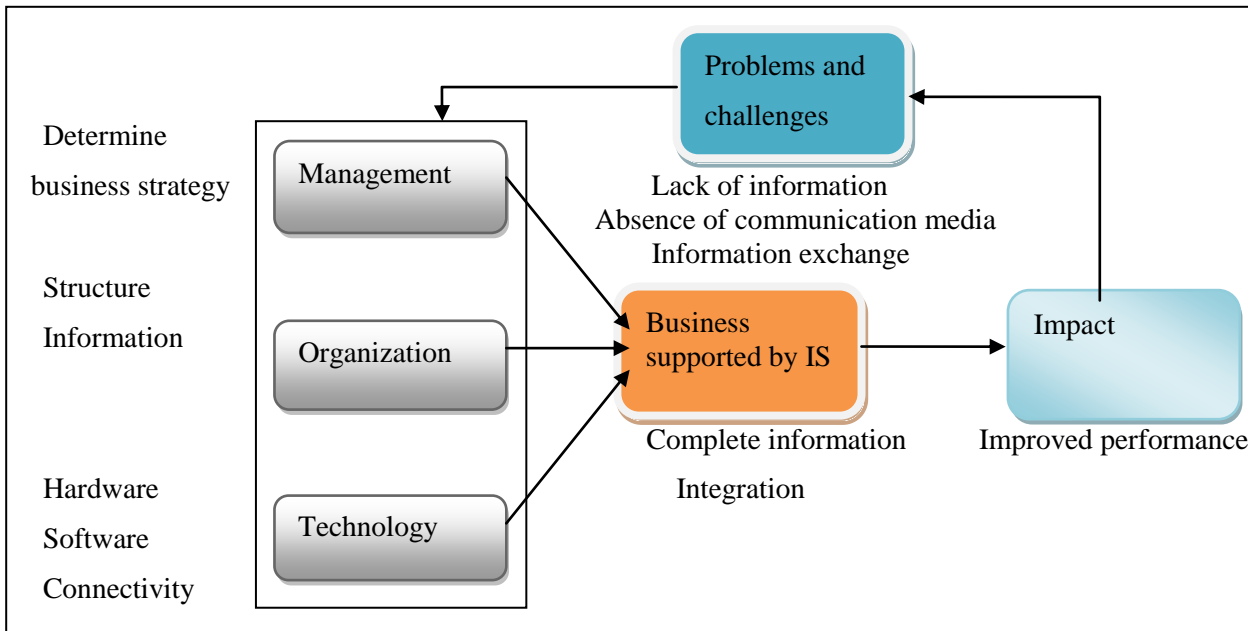 Problems and
challenges
Determine
business strategy
Management
Lack of information
Absence of communication media
Information exchange
Structure
Information
Organization
Business
supported by IS
Impact
Complete information
Integration
Improved performance
Hardware
Software
Connectivity
Technology